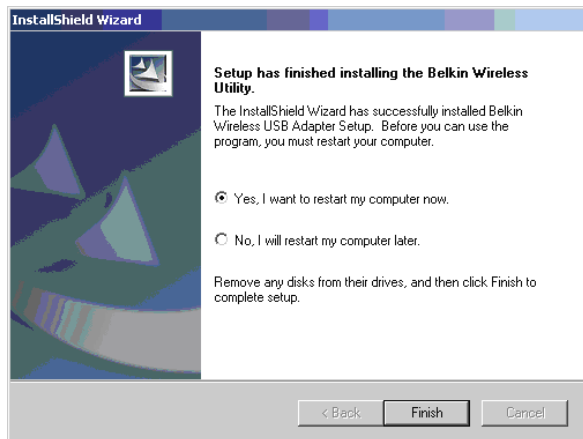 InstallShield Wizard
Setup has finished installing the Belkin Wireless
Utility.
The InstallShield Wizard has successfully installed Belkin
Wireless USB Adapter Setup. Before you can use the
program, you must restart your computer.
Yes, I want to restart my computer now.
No, I will restart my computer later.
Remove any disks from their drives, and then click Finish to
complete setup.
< Back Finish Cancel